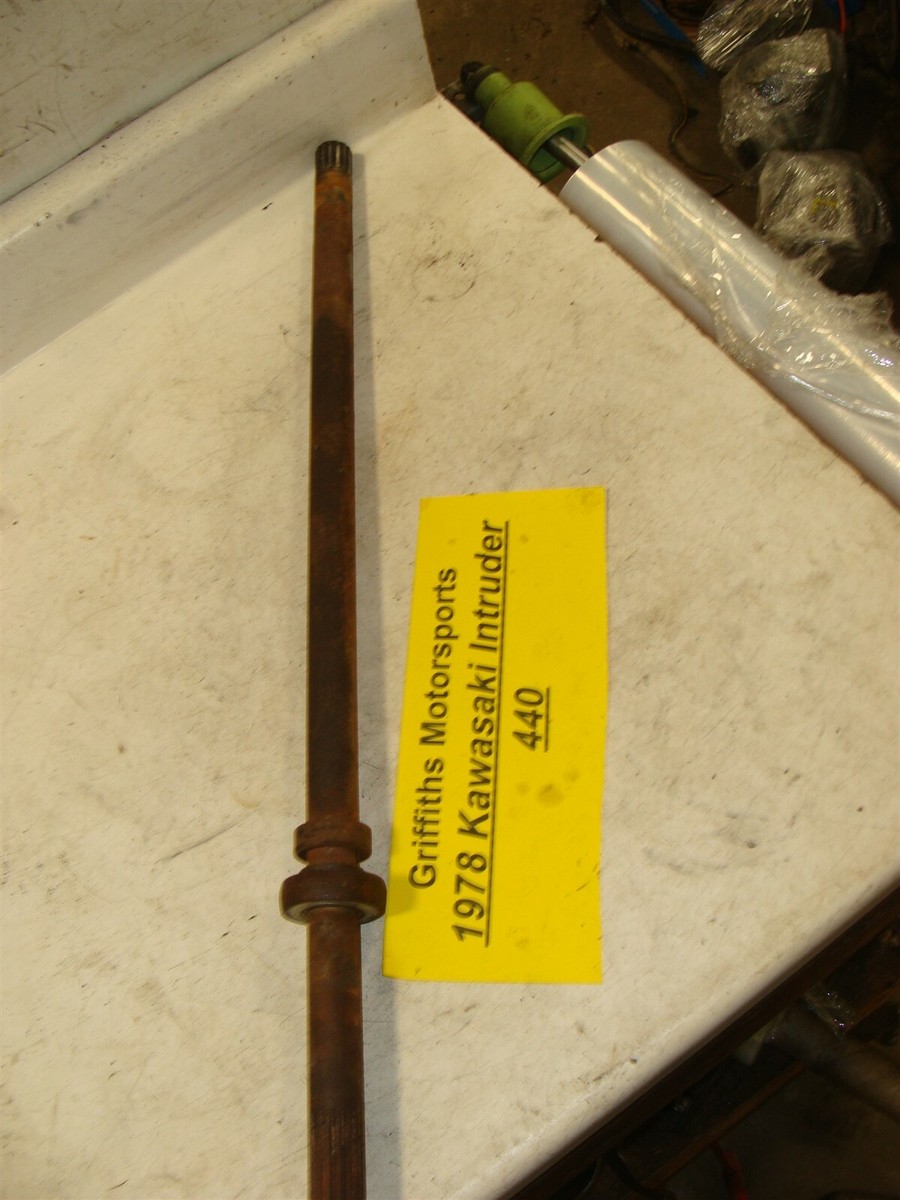 Griffiths Motorsports
1978 Kawasaki Intruder
440